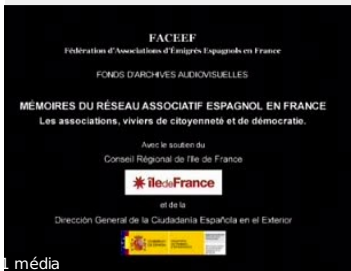 FACEEF
Fédération d'Associations d'Émigrés Espagnols en France
FONDS D'ARCHIVES AUDIOVISUELLES
MÉMOIRES DU RÉSEAU ASSOCIATIF ESPAGNOL EN FRANCE
Les associations, viviers de citoyenneté et de démocratie.
Avec le soutien du
Conseil Régional de l'Ile de France
îledeFrance
et de la
Dirección General de la Ciudadanía Española en el Exterior
1 média